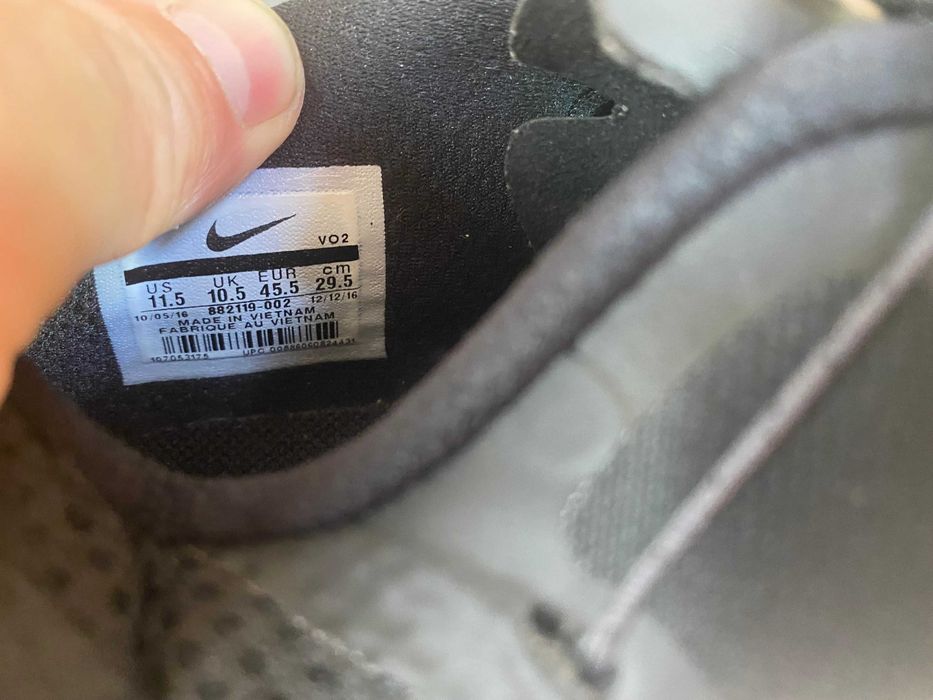 VO2
US UK EUR cm
11.5 10.5 45.5 29.5
10/05/16 882119-002 12/12/16
MADE IN VIETNAM
FABRIQUE AU VIETNAM
UPC